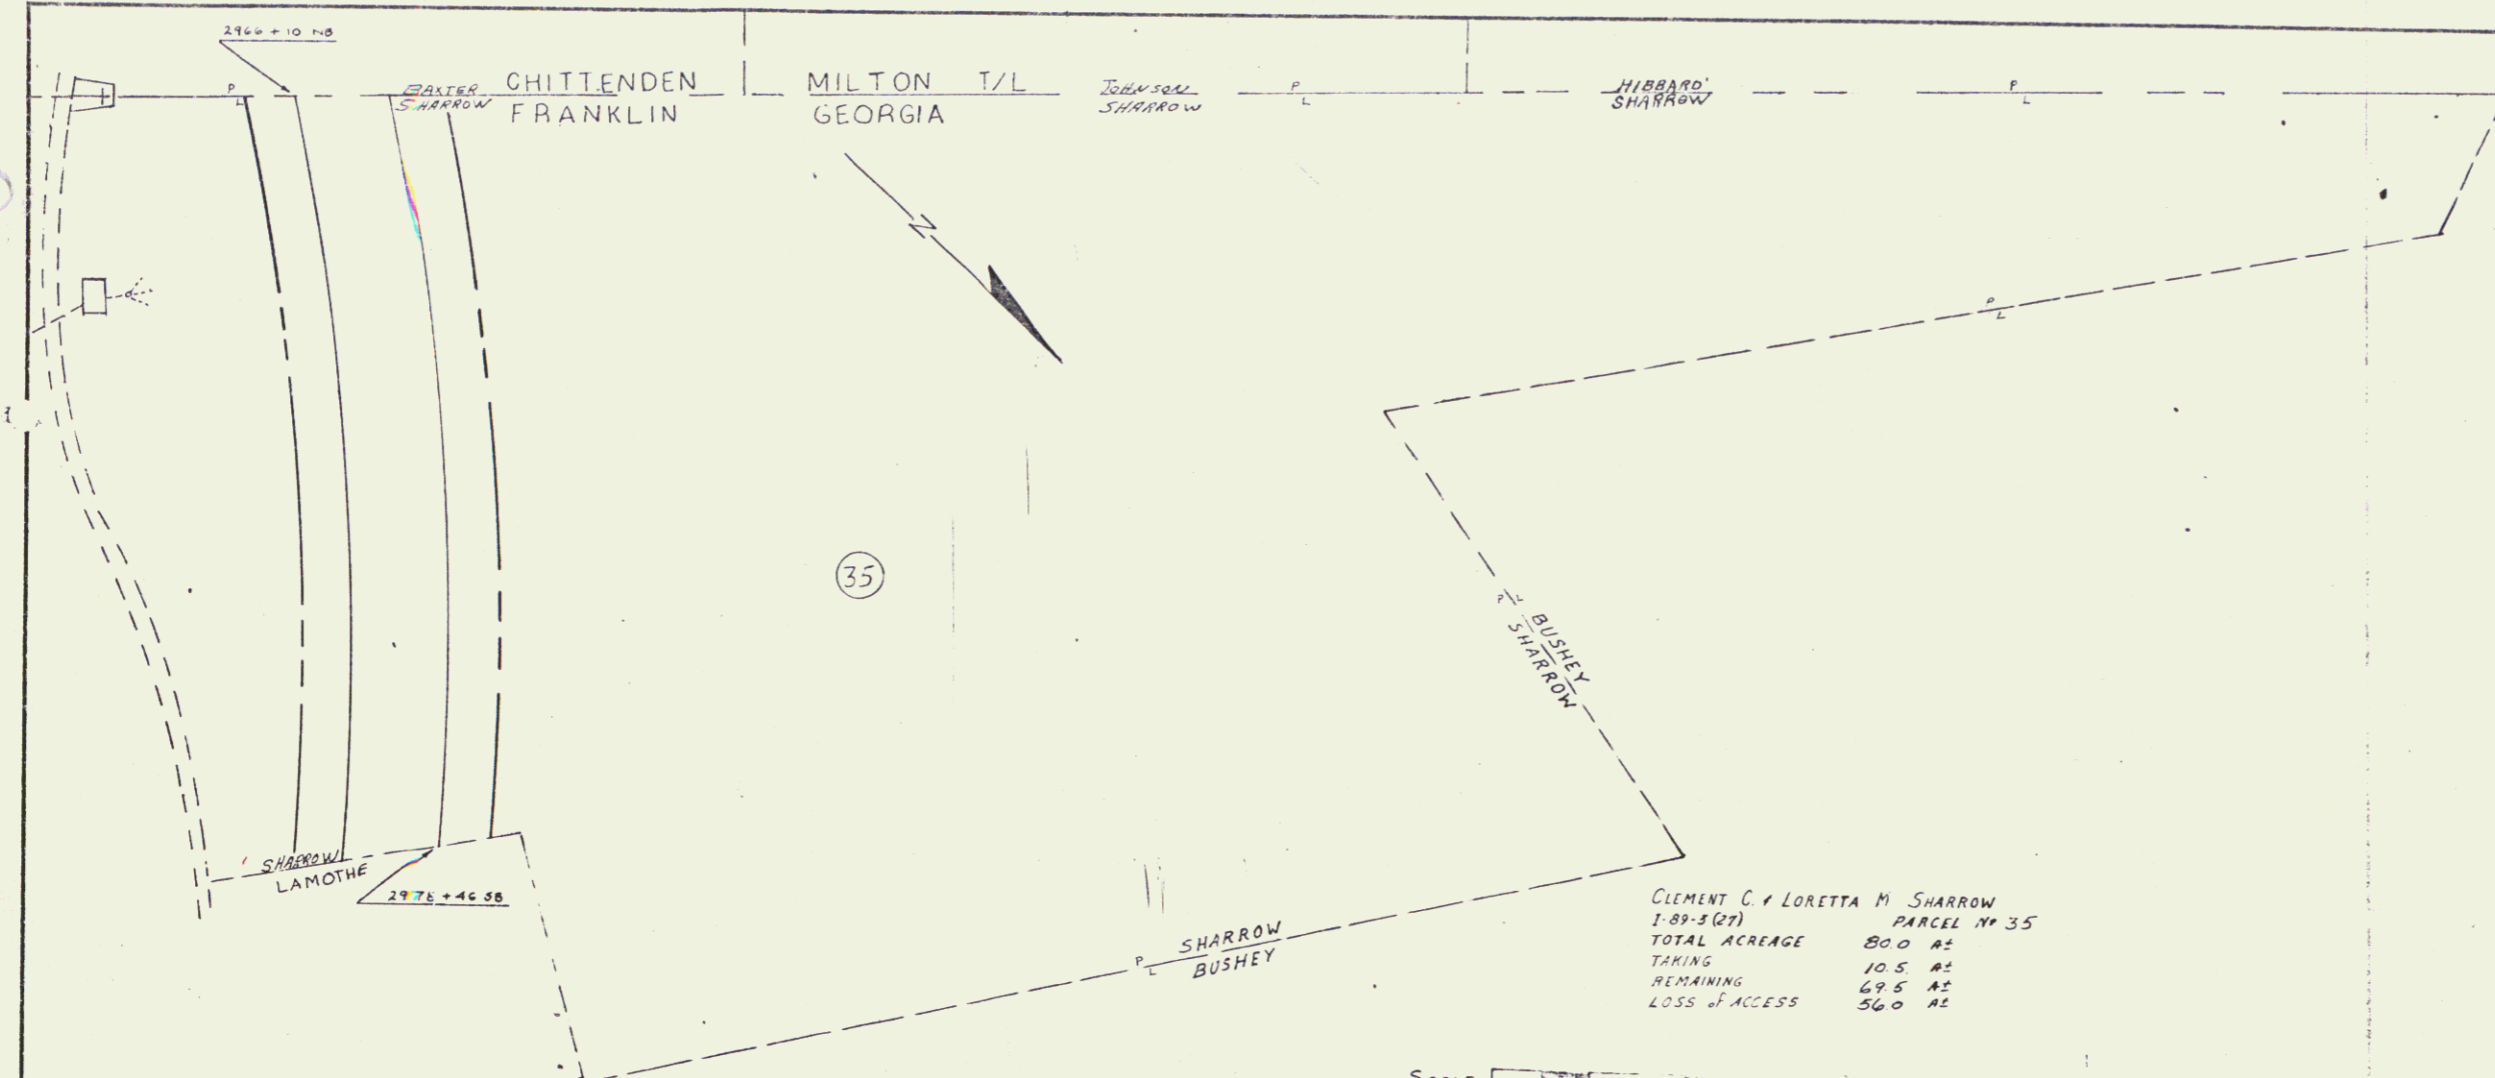 2966 + 10 NB
P
L
BAXTER
SHARROW
CHITTENDEN
FRANKLIN
MILTON T/L
GEORGIA
JOHNSON
SHARROW
P
L
HIBBARD
SHARROW
P
L
N
P
L
35
P L
BUSHEY
SHARROW
SHARROW
LAMOTHE
+ 46 SB
SHARROW
P
L
BUSHEY
CLEMENT C. & LORETTA M SHARROW
I-89-3(27) PARCEL No 35
TOTAL ACREAGE 80.0 A±
TAKING 10.5 A±
REMAINING 69.5 A±
LOSS of ACCESS 56.0 A±